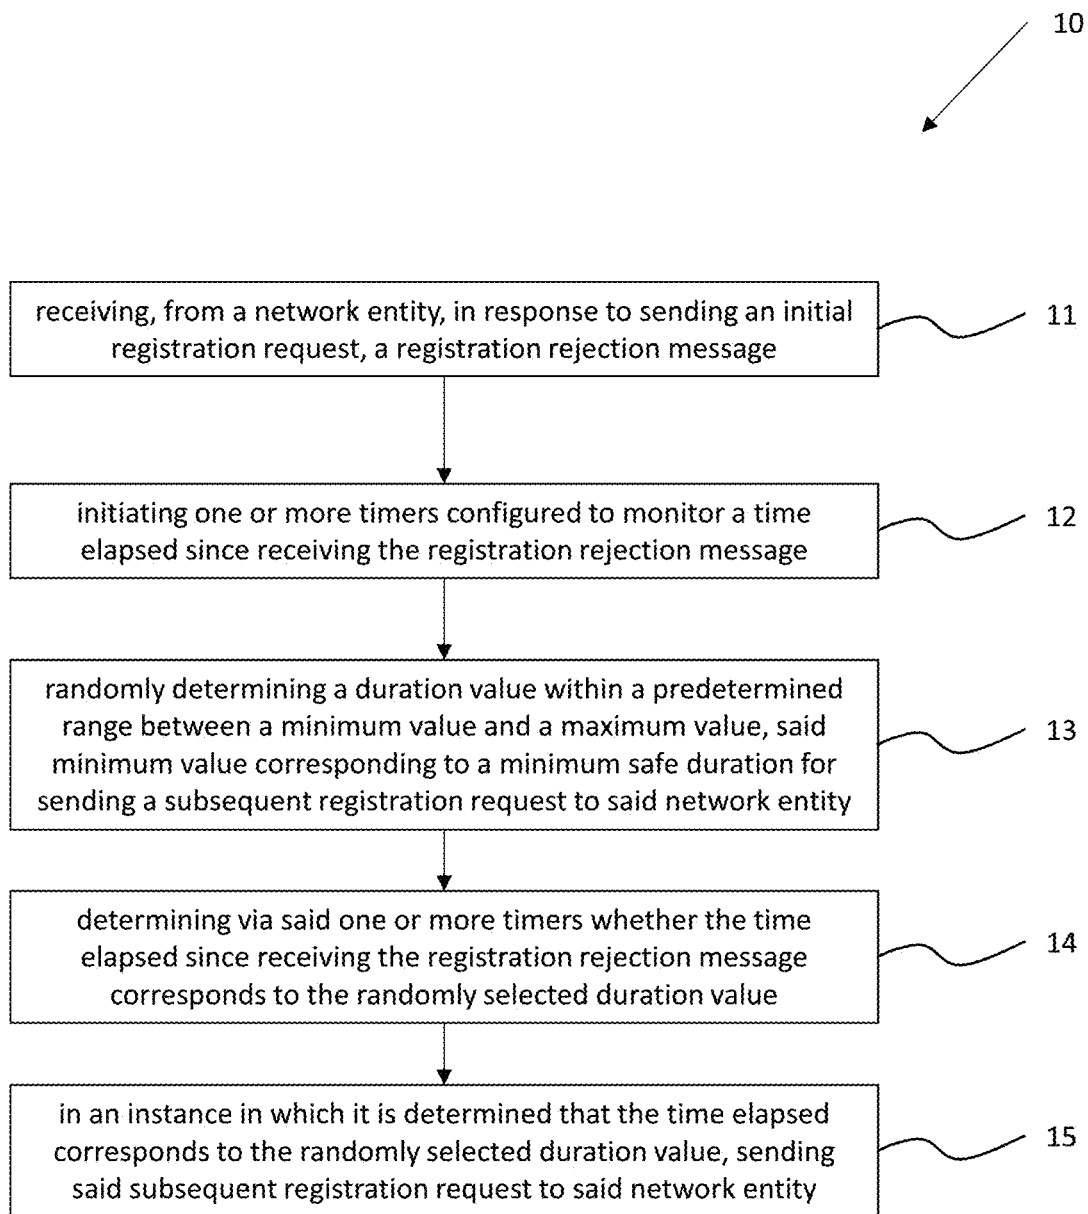 10
receiving, from a network entity, in response to sending an initial
registration request, a registration rejection message
11
initiating one or more timers configured to monitor a time
elapsed since receiving the registration rejection message
12
randomly determining a duration value within a predetermined
range between a minimum value and a maximum value, said
minimum value corresponding to a minimum safe duration for
sending a subsequent registration request to said network entity
13
determining via said one or more timers whether the time
elapsed since receiving the registration rejection message
corresponds to the randomly selected duration value
14
in an instance in which it is determined that the time elapsed
corresponds to the randomly selected duration value, sending
said subsequent registration request to said network entity
15